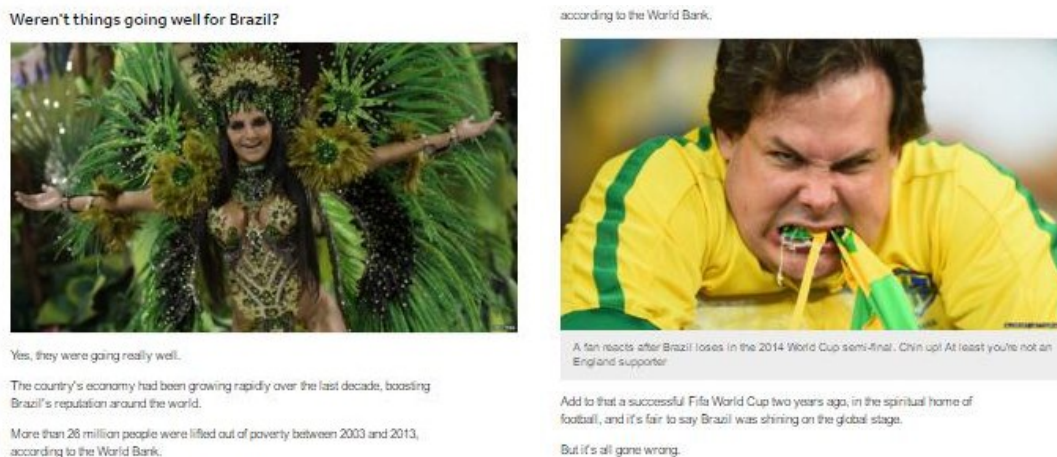 Weren't things going well for Brazil?
Yes, they were going really well.
The country's economy had been growing rapidly over the last decade, boosting
Brazil's reputation around the world.
More than 26 million people were lifted out of poverty between 2003 and 2013,
according to the World Bank.
according to the World Bank.
A fan reacts after Brazil loses in the 2014 World Cup semi-final. Chin up! At least you're not an
England supporter
Add to that a successful Fifa World Cup two years ago, in the spiritual home of
football, and it's fair to say Brazil was shining on the global stage.
But it's all gone wrong.